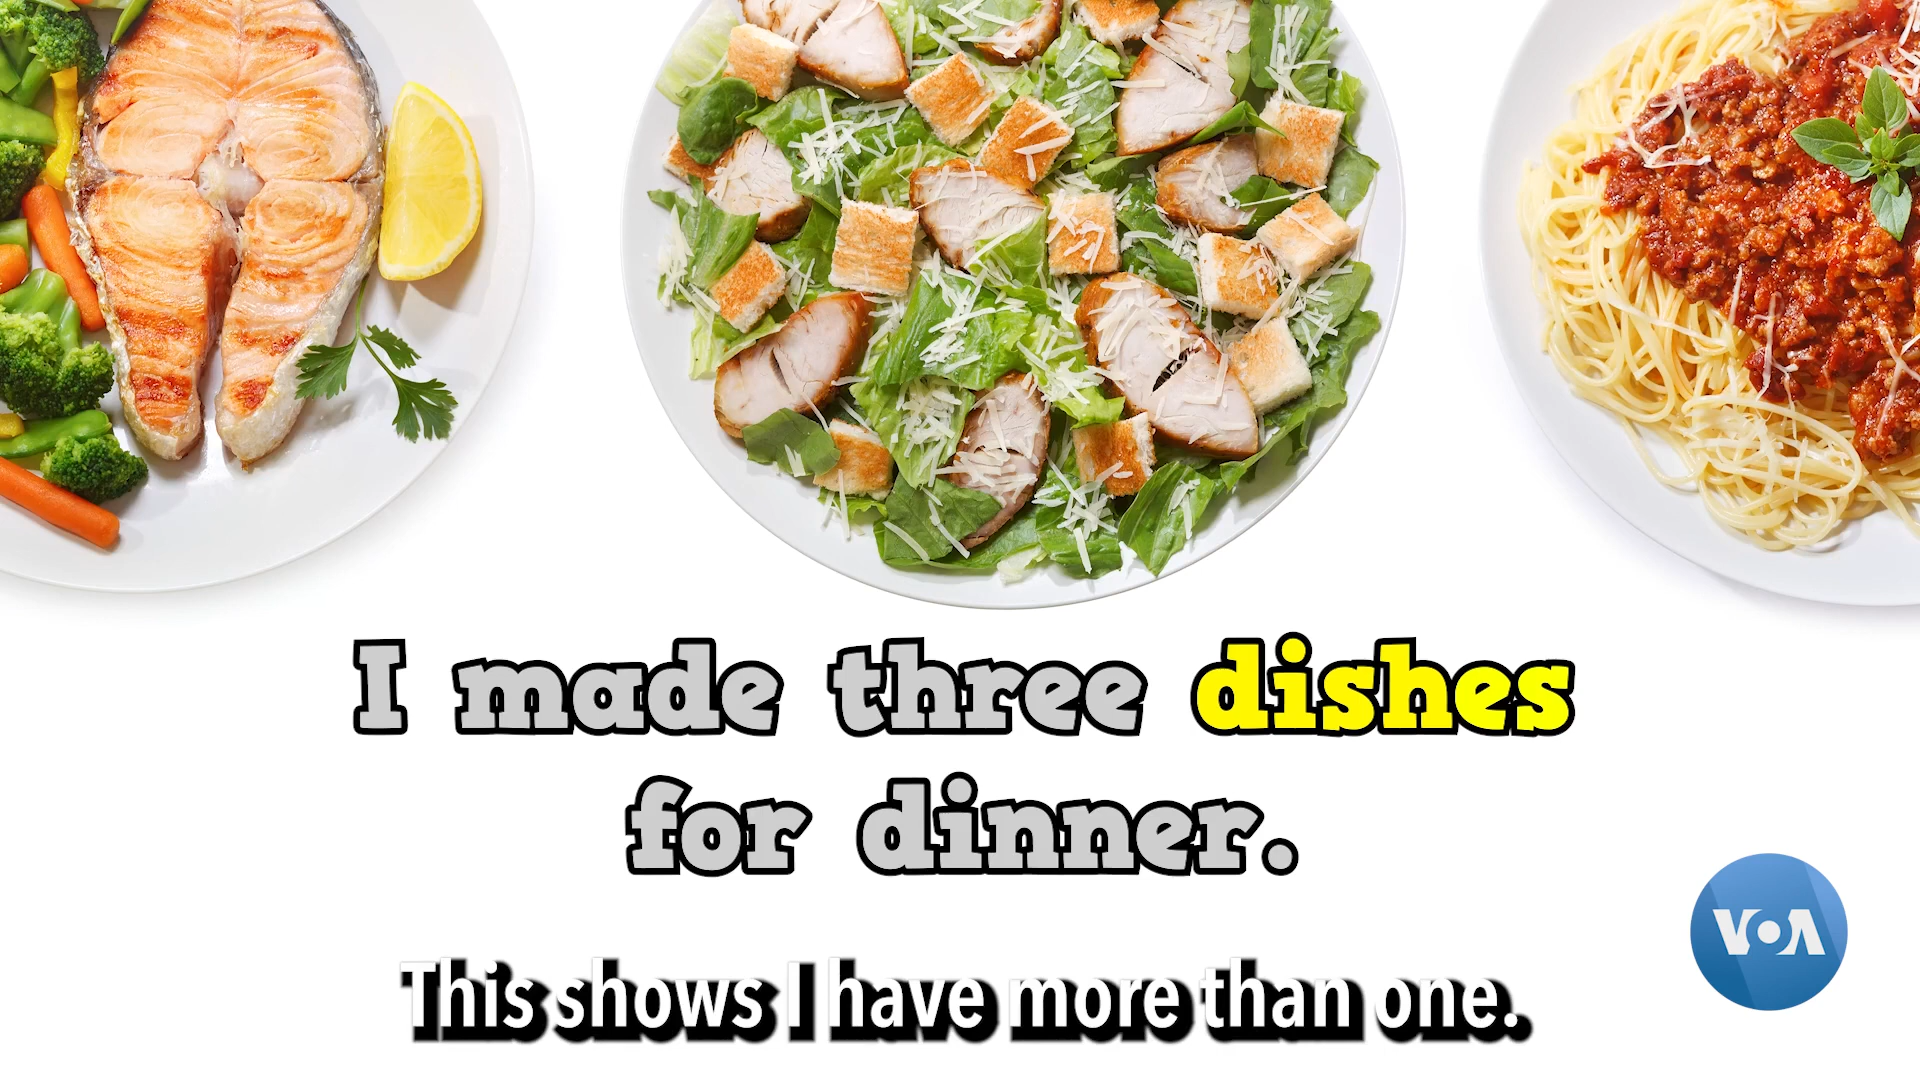 I made three dishes
for dinner.
VOA
This shows I have more than one.